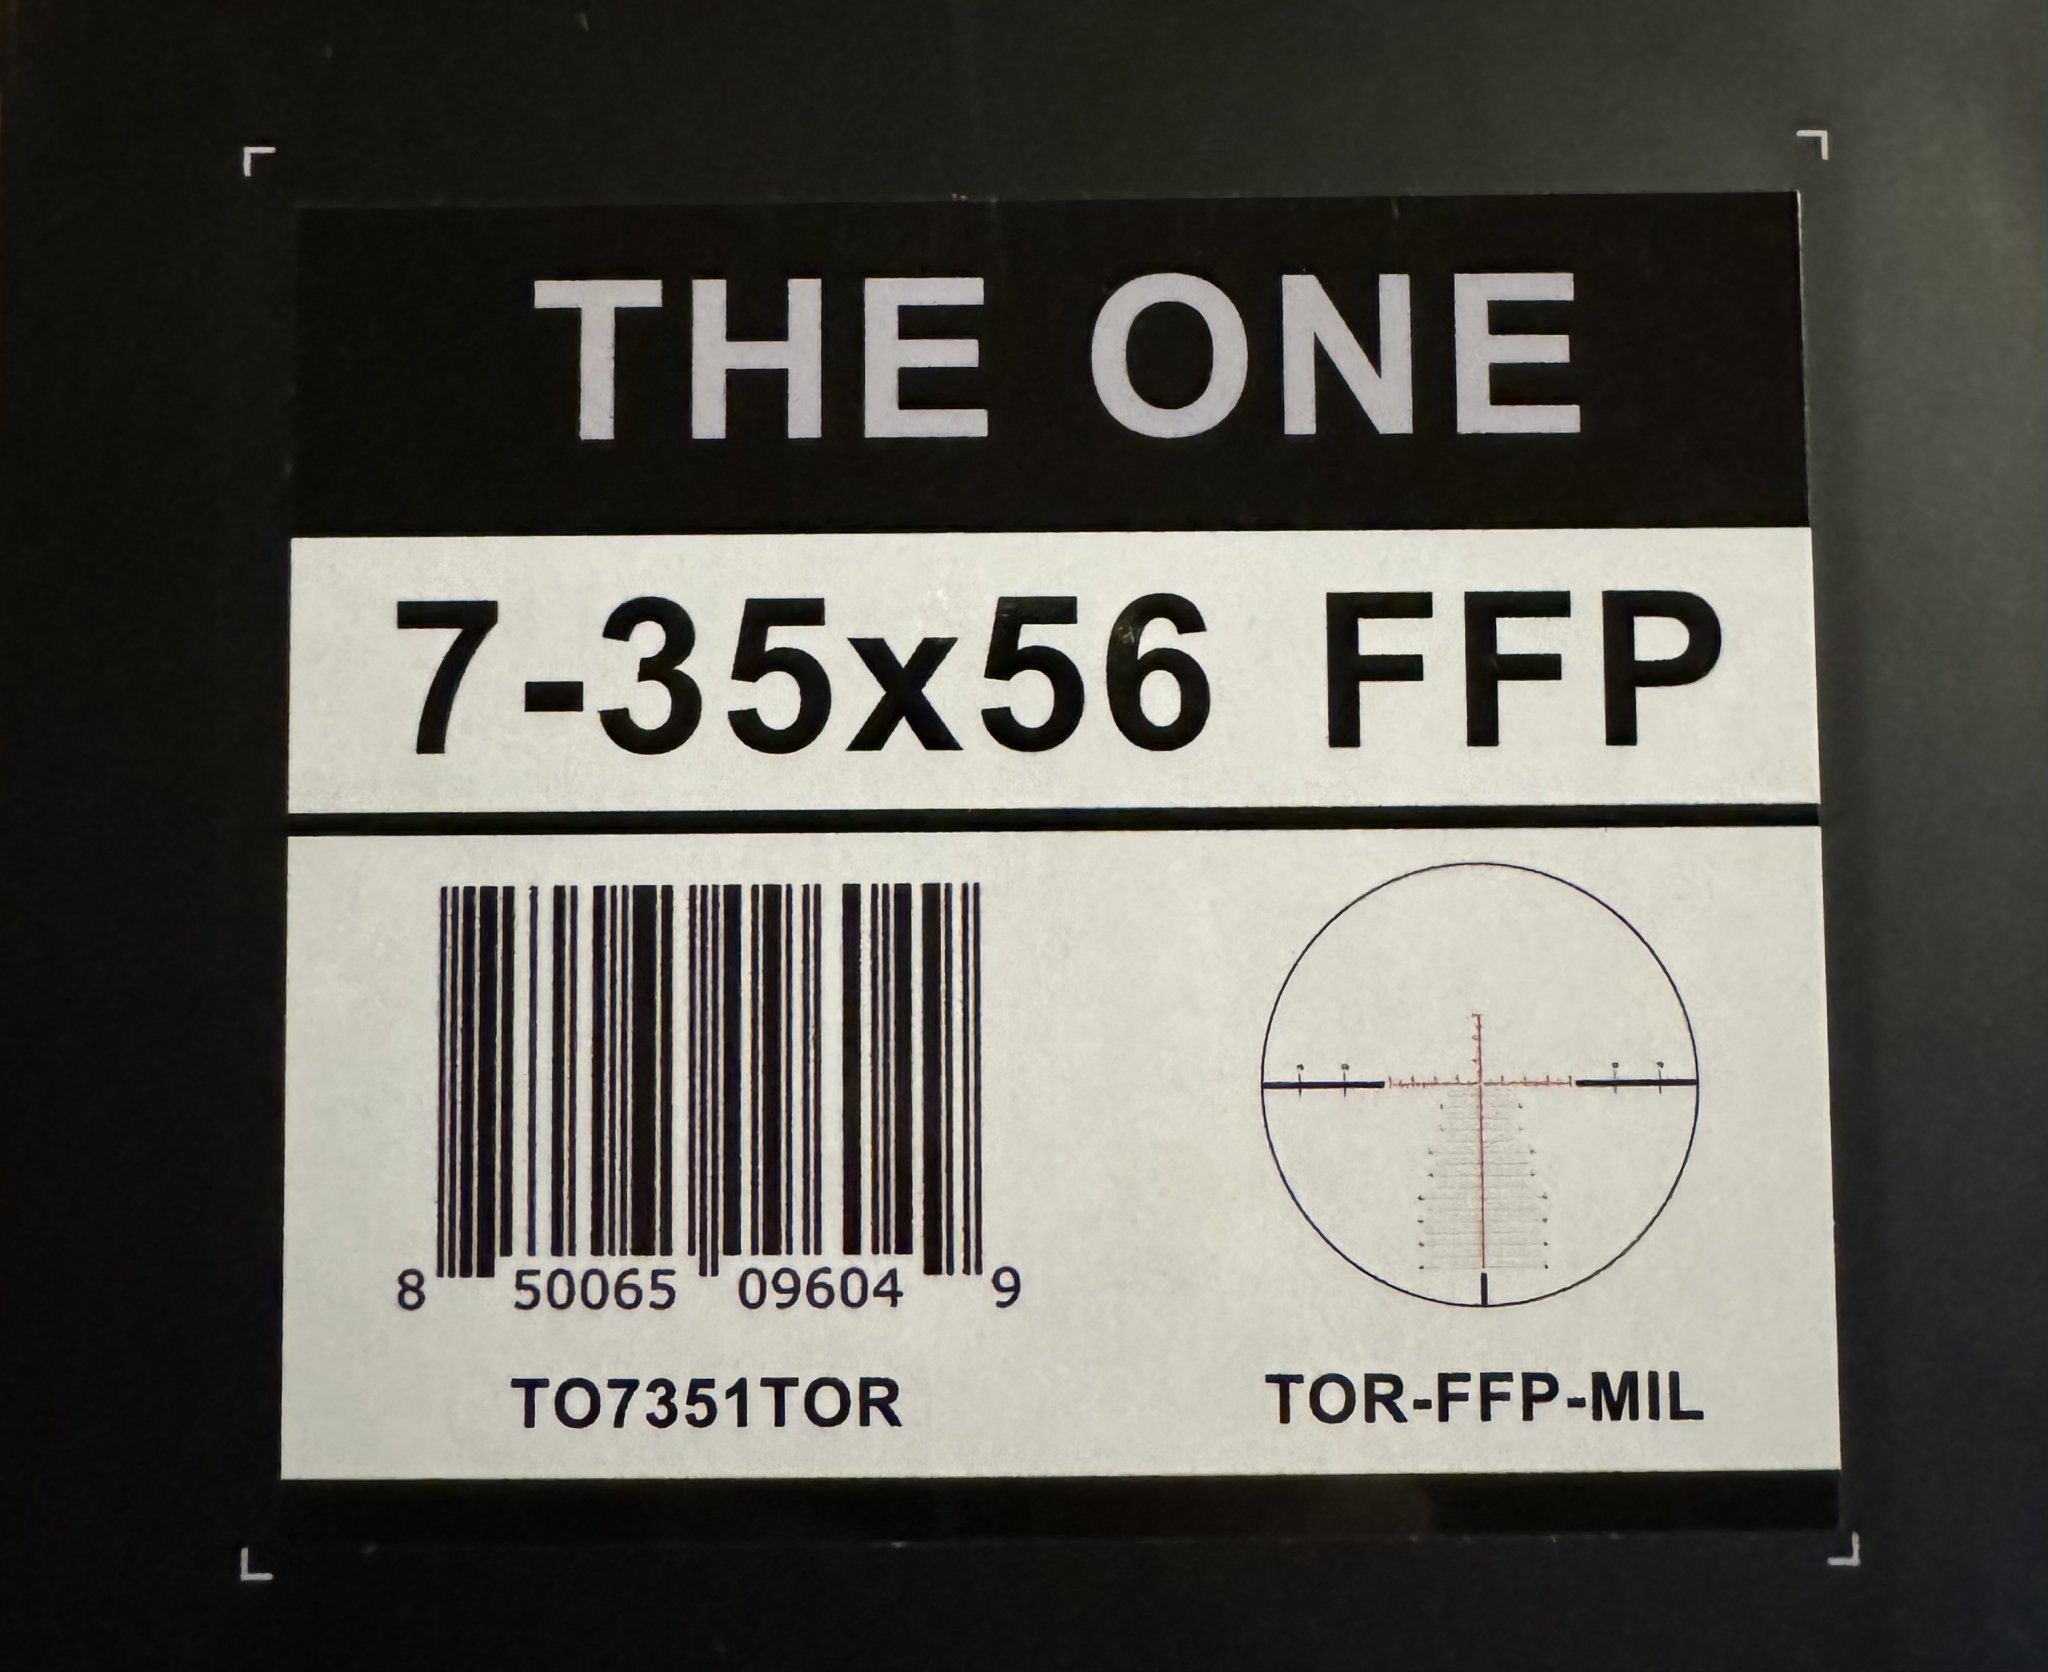 THE ONE
7-35x56 FFP
8 50065 09604 9
TO7351TOR
TOR-FFP-MIL